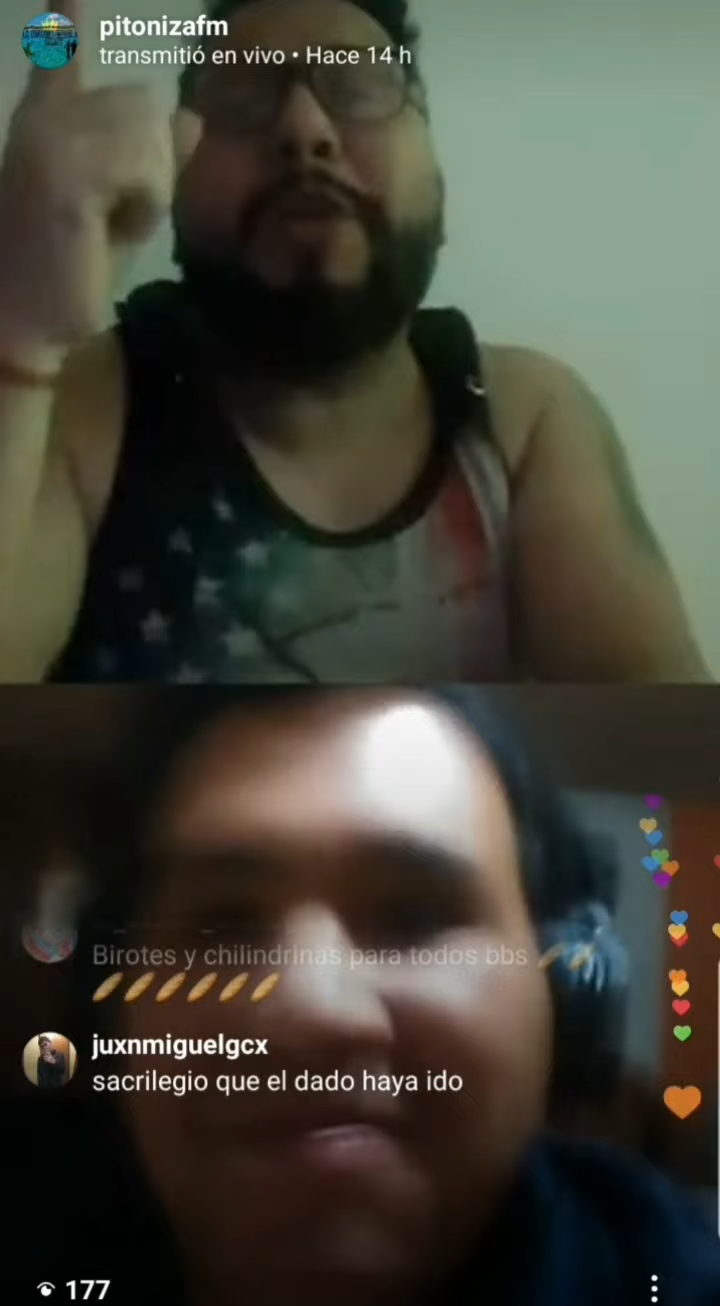 pitonizafm
transmitió en vivo • Hace 14 h
Birotes y chilindrinas para todos bbs 🥖🥖
🥖🥖🥖🥖🥖🥖
juxnmiguelgcx
sacrilegio que el dado haya ido
177